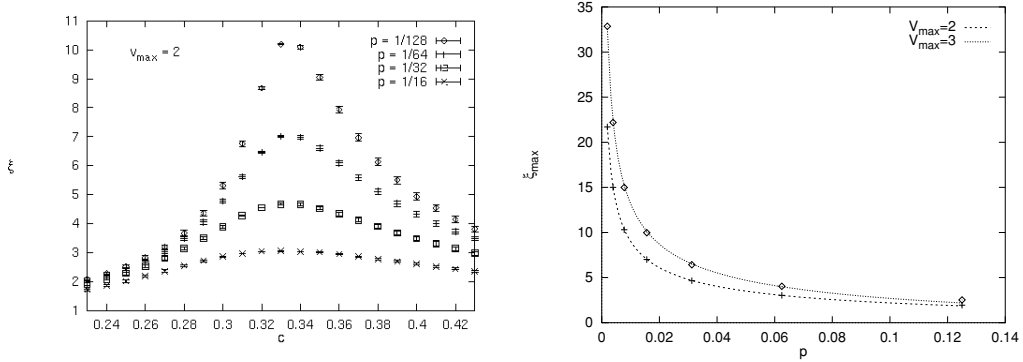 11
10
9
8
7
6
5
4
3
2
1
ξ
V_max = 2
p = 1/128
p = 1/64
p = 1/32
p = 1/16
0.24 0.26 0.28 0.3 0.32 0.34 0.36 0.38 0.4 0.42
c
35
30
25
20
15
10
5
0
ξ_max
V_max=2
V_max=3
0 0.02 0.04 0.06 0.08 0.1 0.12 0.14
p